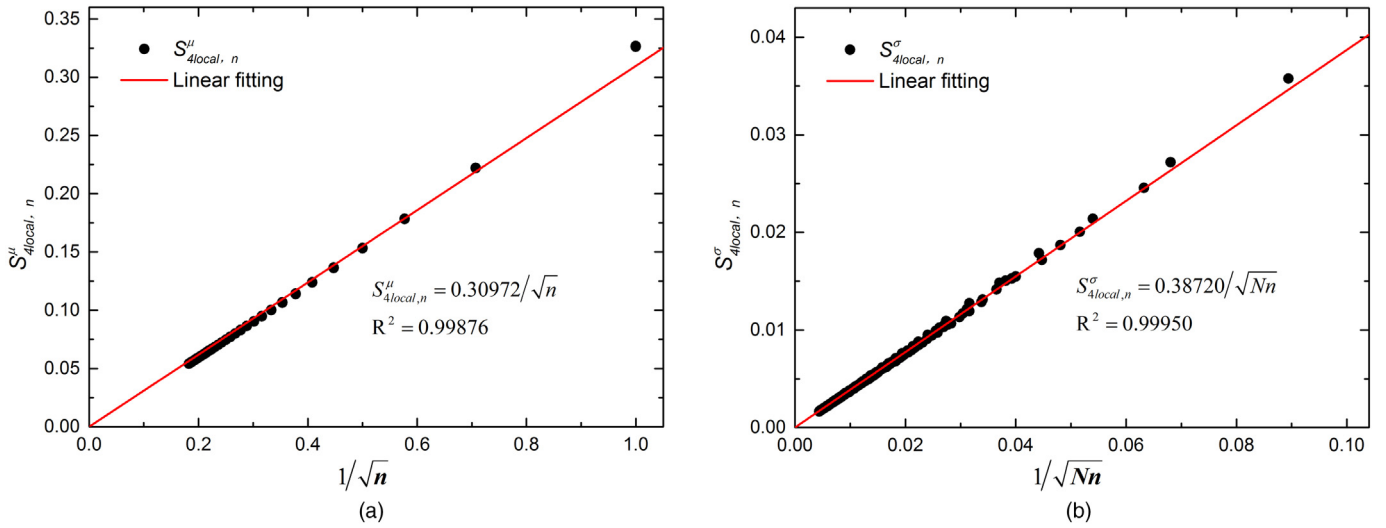 0.35
0.30
0.25
0.20
0.15
0.10
0.05
0.00
S^μ_{4local, n}
S^μ_{4local, n}
Linear fitting
S^μ_{4local,n} = 0.30972/√n
R² = 0.99876
0.0 0.2 0.4 0.6 0.8 1.0
1/√n
(a)
0.04
0.03
0.02
0.01
0.00
S^σ_{4local, n}
S^σ_{4local, n}
Linear fitting
S^σ_{4local,n} = 0.38720/√Nn
R² = 0.99950
0.00 0.02 0.04 0.06 0.08 0.10
1/√Nn
(b)